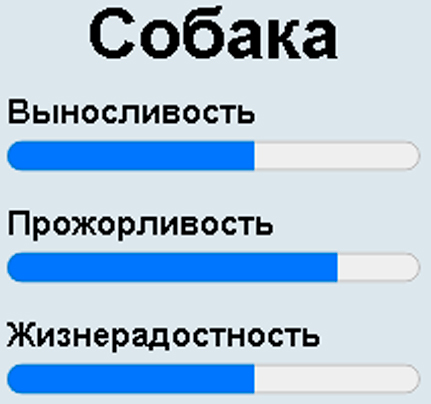 Собака
Выносливость
Прожорливость
Жизнерадостность